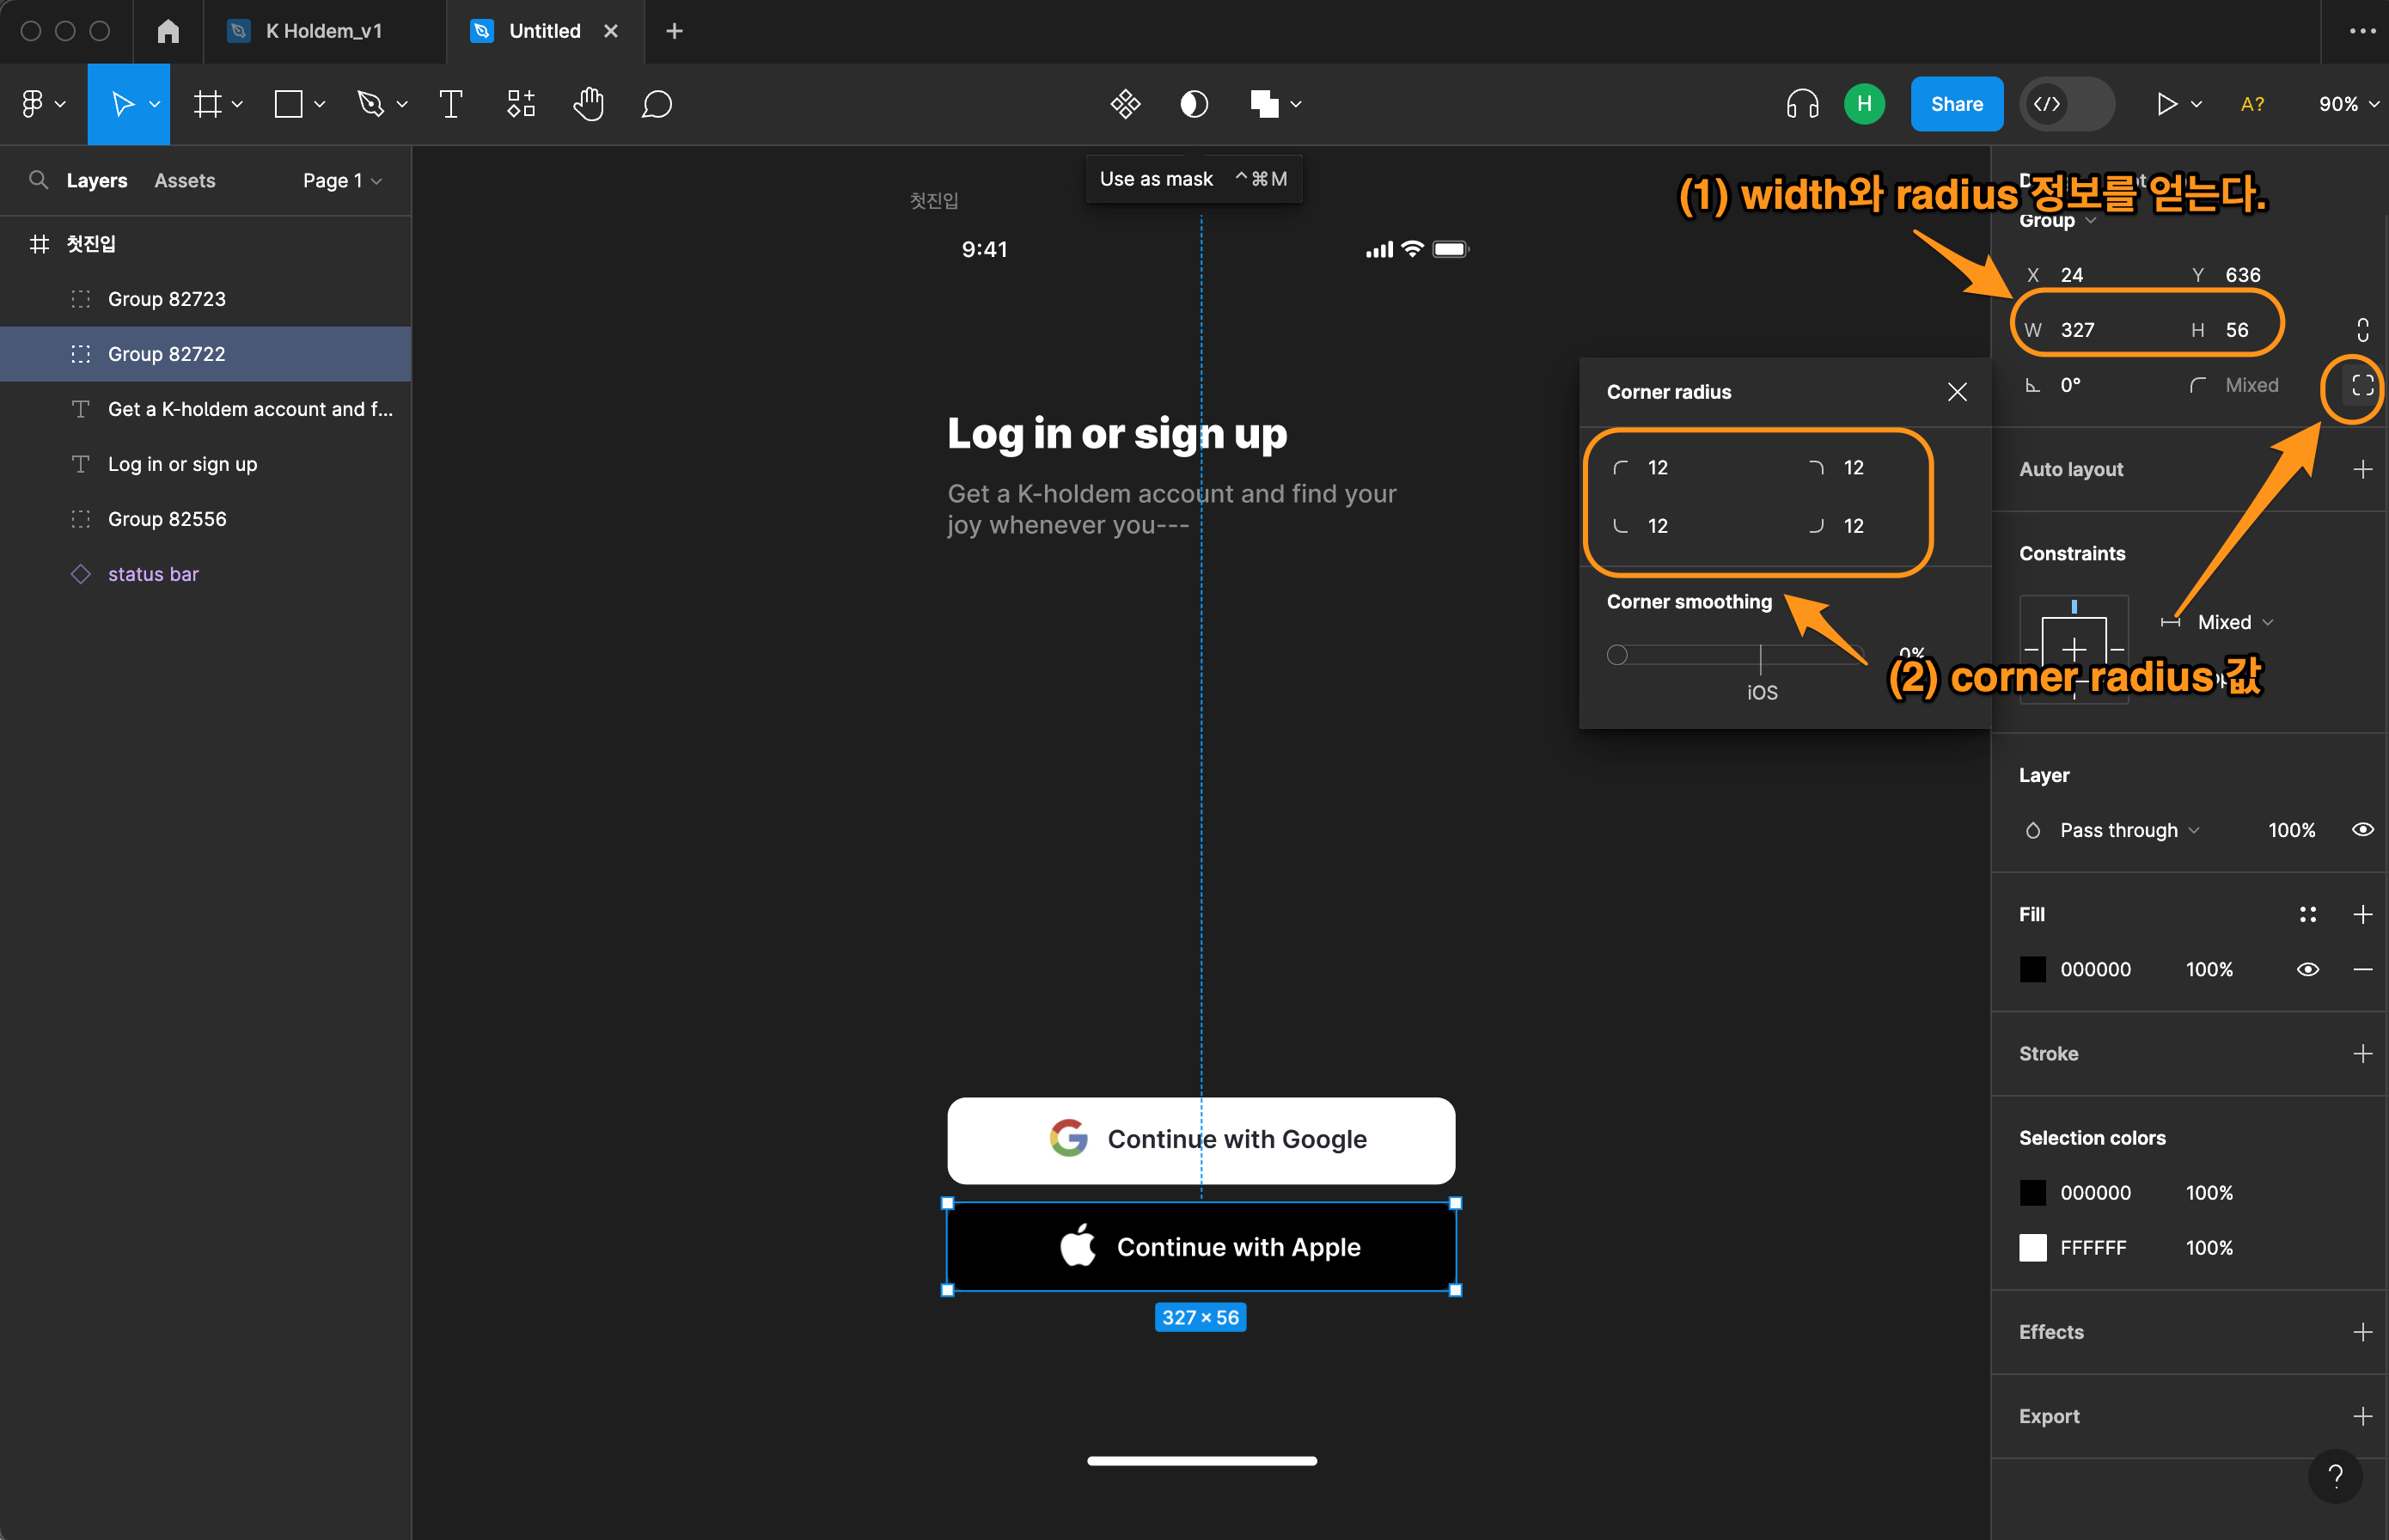 K Holdem_v1
Untitled
Share
</>
H
A?
90%
Layers
Assets
Page 1
Use as mask ^⌘M
(1) width와 radius 정보를 얻는다.
Group
첫진입
Group 82723
Group 82722
Get a K-holdem account and f...
Log in or sign up
Group 82556
status bar
첫진입
9:41
Log in or sign up
Get a K-holdem account and find your
joy whenever you---
Continue with Google
Continue with Apple
327 × 56
Corner radius
12 12
12 12
Corner smoothing
0%
iOS
(2) corner radius 값
X 24 Y 636
W 327 H 56
0° Mixed
Auto layout
Constraints
Mixed
Layer
Pass through 100%
Fill
000000 100%
Stroke
Selection colors
000000 100%
FFFFFF 100%
Effects
Export
?